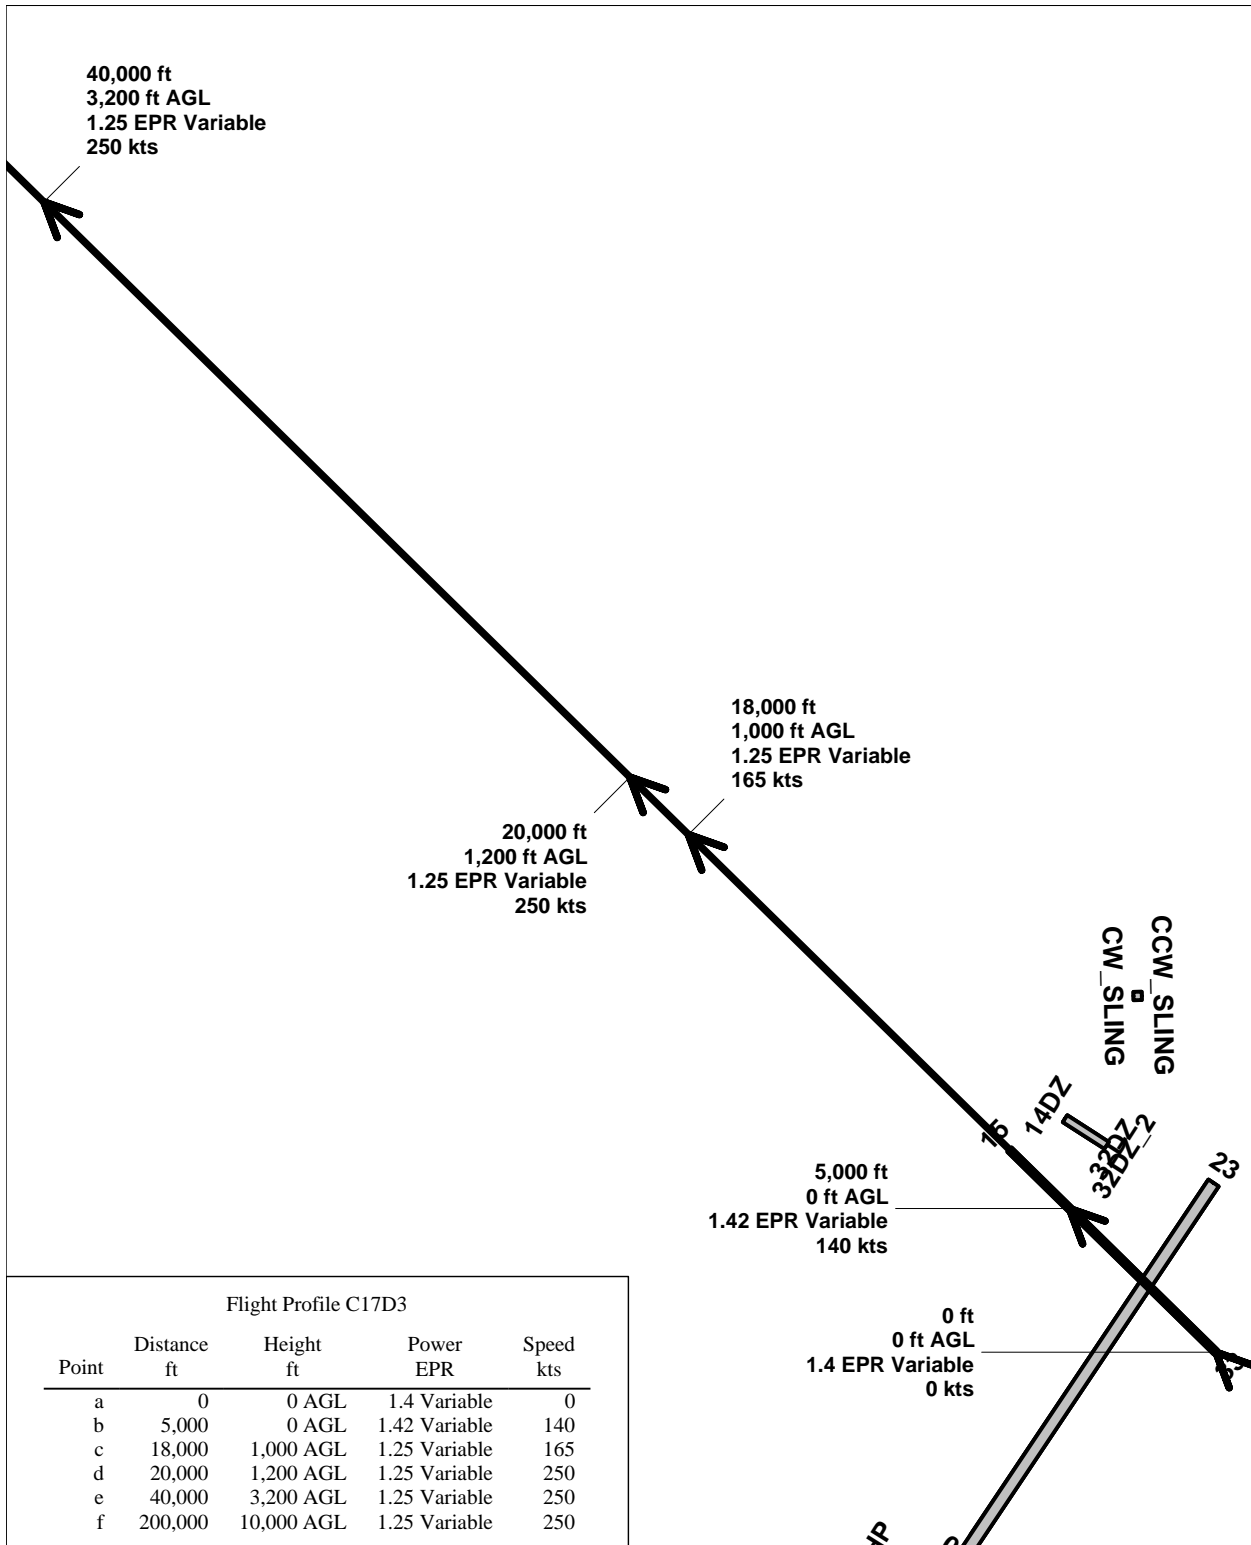 40,000 ft
3,200 ft AGL
1.25 EPR Variable
250 kts
18,000 ft
1,000 ft AGL
1.25 EPR Variable
165 kts
20,000 ft
1,200 ft AGL
1.25 EPR Variable
250 kts
CW_SLING
CCW_SLING
14DZ
32DZ
32DZ_2
15
23
5,000 ft
0 ft AGL
1.42 EPR Variable
140 kts
0 ft
0 ft AGL
1.4 EPR Variable
0 kts
33
Flight Profile C17D3
Point Distance ft Height ft Power EPR Speed kts
a 0 0 AGL 1.4 Variable 0
b 5,000 0 AGL 1.42 Variable 140
c 18,000 1,000 AGL 1.25 Variable 165
d 20,000 1,200 AGL 1.25 Variable 250
e 40,000 3,200 AGL 1.25 Variable 250
f 200,000 10,000 AGL 1.25 Variable 250